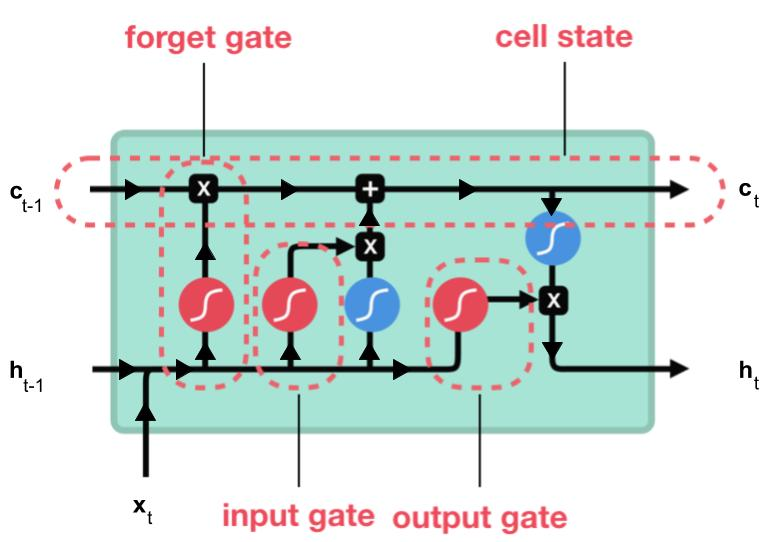 forget gate
cell state
c t-1
X
+
c t
X
X
h t-1
h t
x t
input gate
output gate